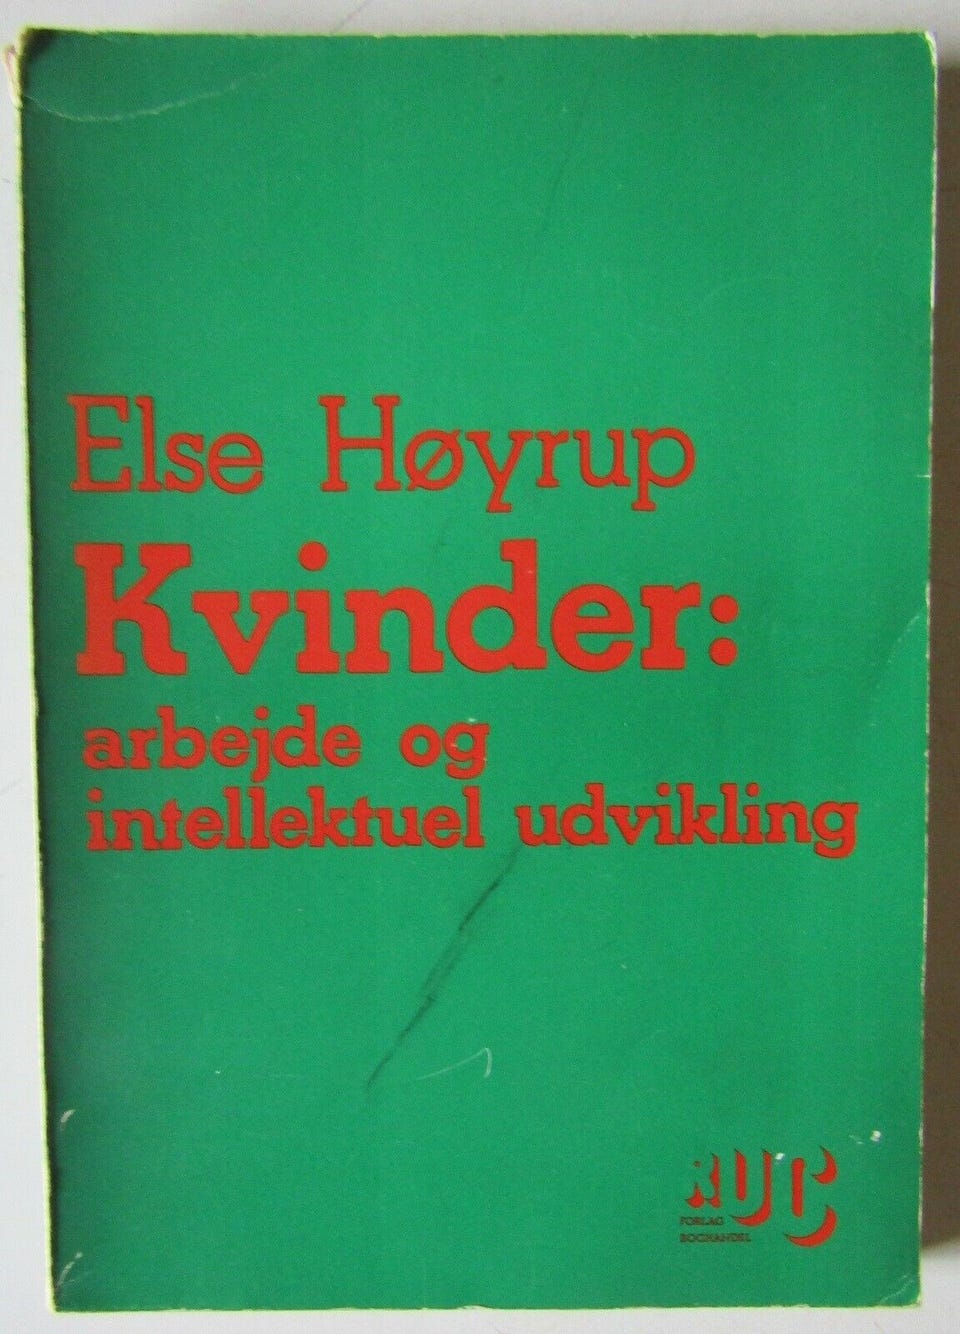 Else Høyrup
Kvinder:
arbejde og
intellektuel udvikling
RUC
FORLAG
BOGHANDEL